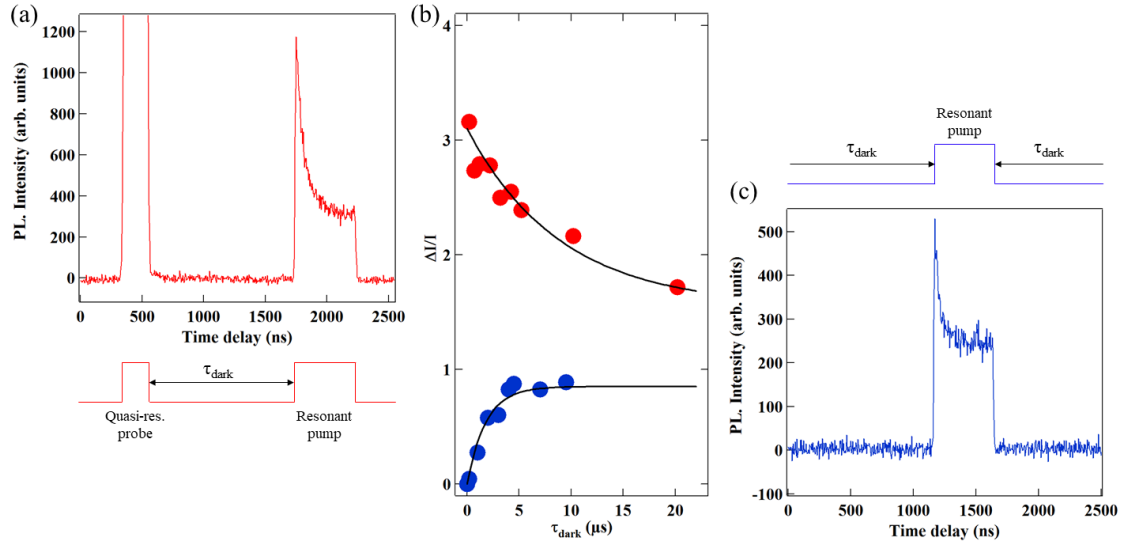 (a)
1200
1000
800
600
400
200
0
PL. Intensity (arb. units)
0 500 1000 1500 2000 2500
Time delay (ns)
τdark
Quasi-res.
probe
Resonant
pump
(b)
4
3
2
1
0
ΔI/I
0 5 10 15 20
τdark (µs)
Resonant
pump
τdark τdark
(c)
500
400
300
200
100
0
-100
PL. Intensity (arb. units)
0 500 1000 1500 2000 2500
Time delay (ns)